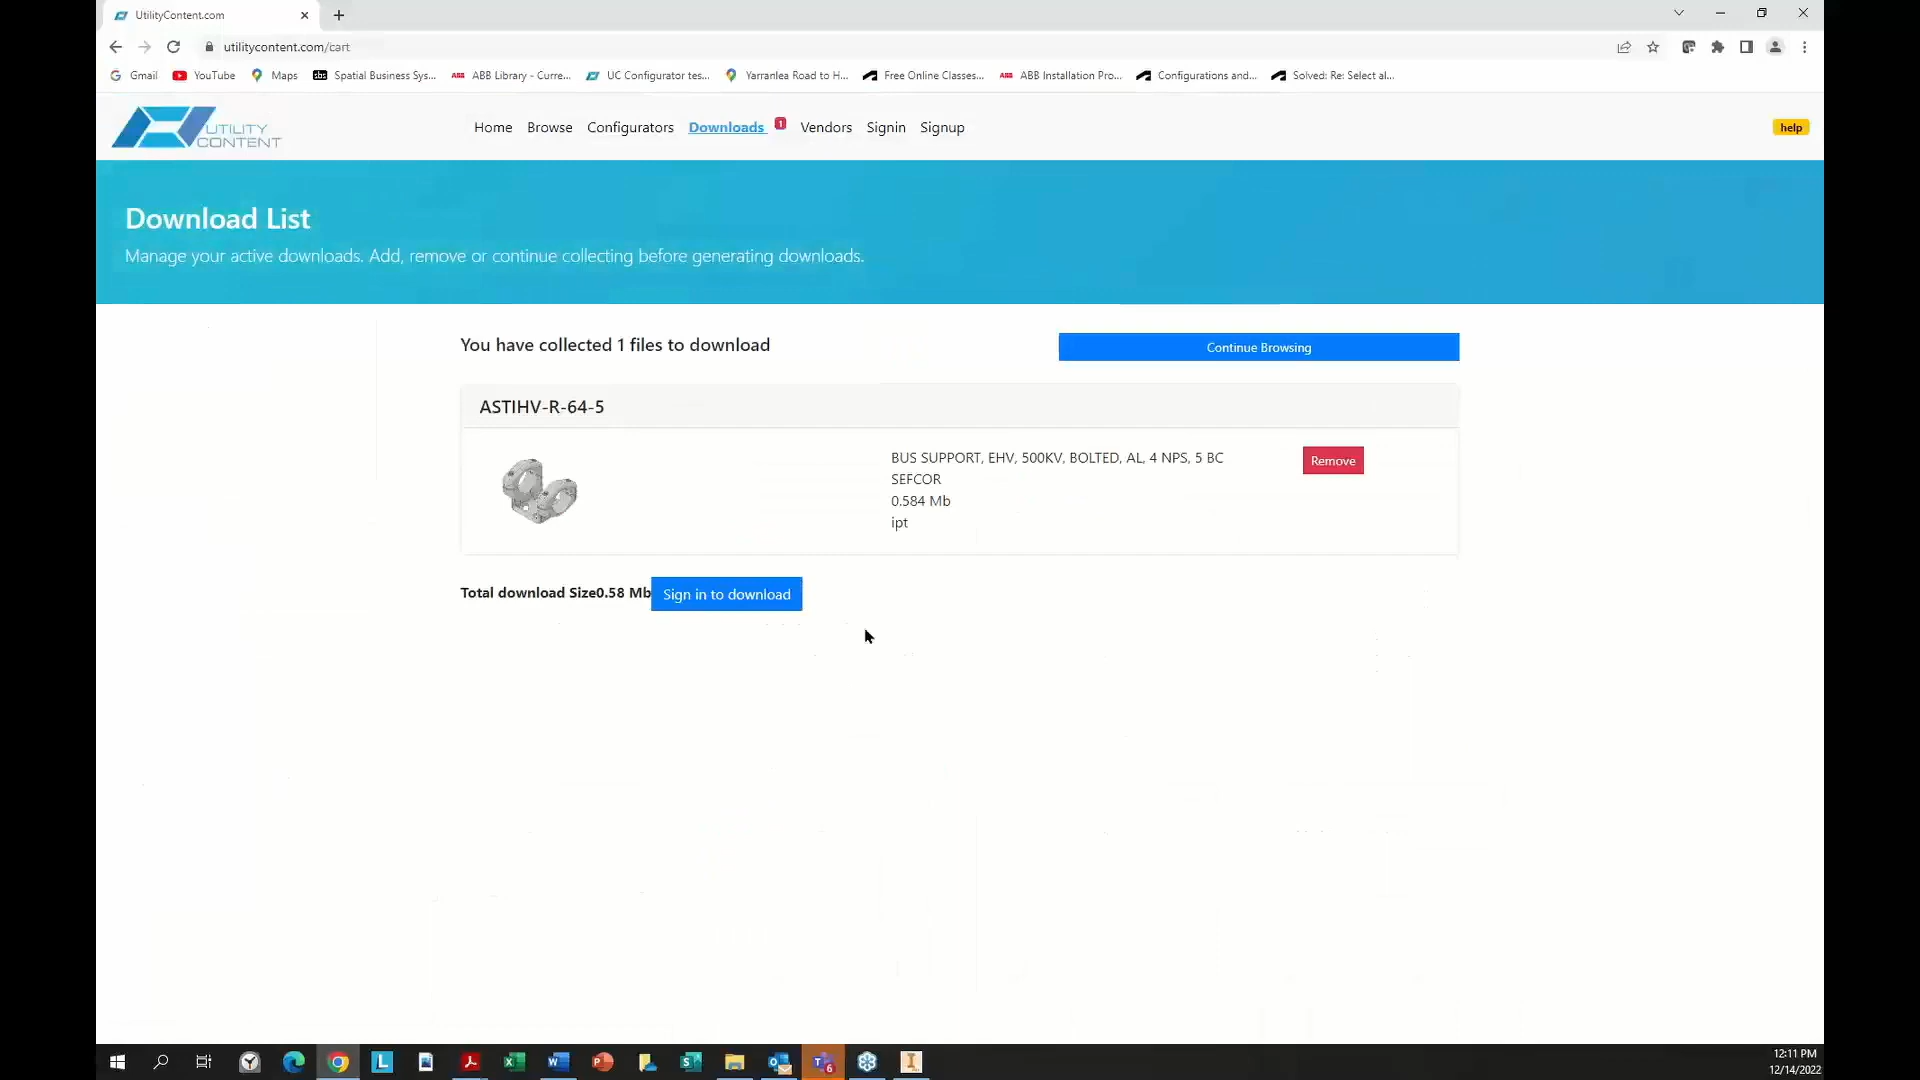 UtilityContent.com
utilitycontent.com/cart
Gmail
YouTube
Maps
sbs
Spatial Business Sys...
ABB
ABB Library - Curre...
UC Configurator tes...
Yarranlea Road to H...
Free Online Classes...
ABB
ABB Installation Pro...
Configurations and...
Solved: Re: Select al...
UTILITY
CONTENT
Home
Browse
Configurators
Downloads
1
Vendors
Signin
Signup
help
Download List
Manage your active downloads. Add, remove or continue collecting before generating downloads.
You have collected 1 files to download
Continue Browsing
ASTIHV-R-64-5
BUS SUPPORT, EHV, 500KV, BOLTED, AL, 4 NPS, 5 BC
SEFCOR
0.584 Mb
ipt
Remove
Total download Size0.58 Mb
Sign in to download
12:11 PM
12/14/2022